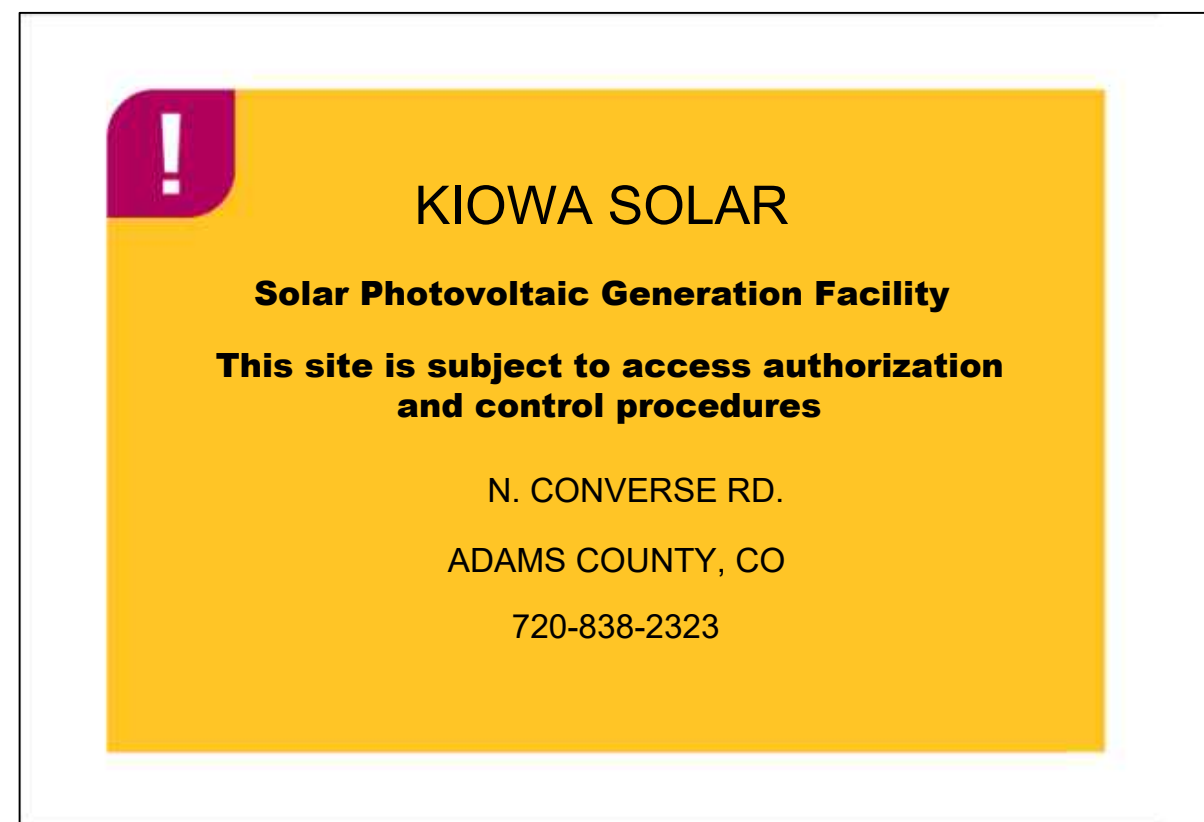 !
KIOWA SOLAR
Solar Photovoltaic Generation Facility
This site is subject to access authorization
and control procedures
N. CONVERSE RD.
ADAMS COUNTY, CO
720-838-2323